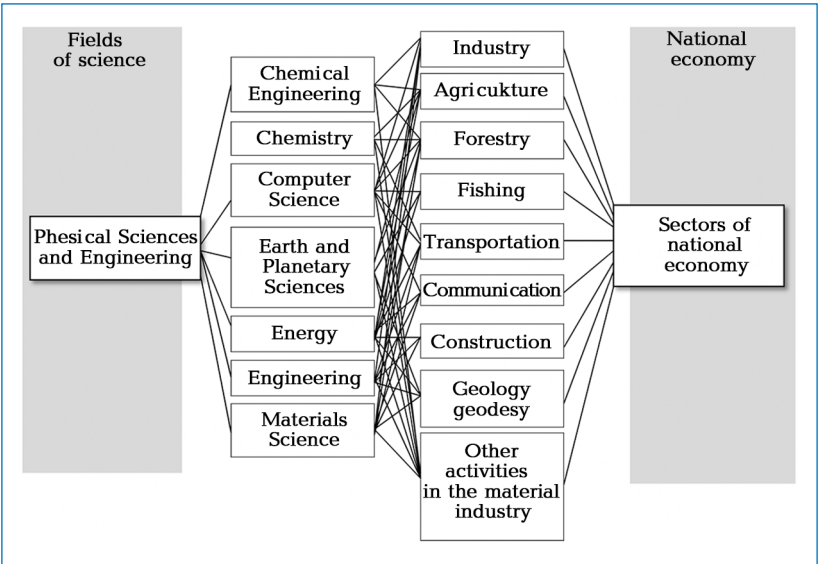 Fields
of science
Phesical Sciences
and Engineering
Chemical
Engineering
Chemistry
Computer
Science
Earth and
Planetary
Sciences
Energy
Engineering
Materials
Science
Industry
Agricukture
Forestry
Fishing
Transportation
Communication
Construction
Geology
geodesy
Other
activities
in the material
industry
National
economy
Sectors of
national
economy